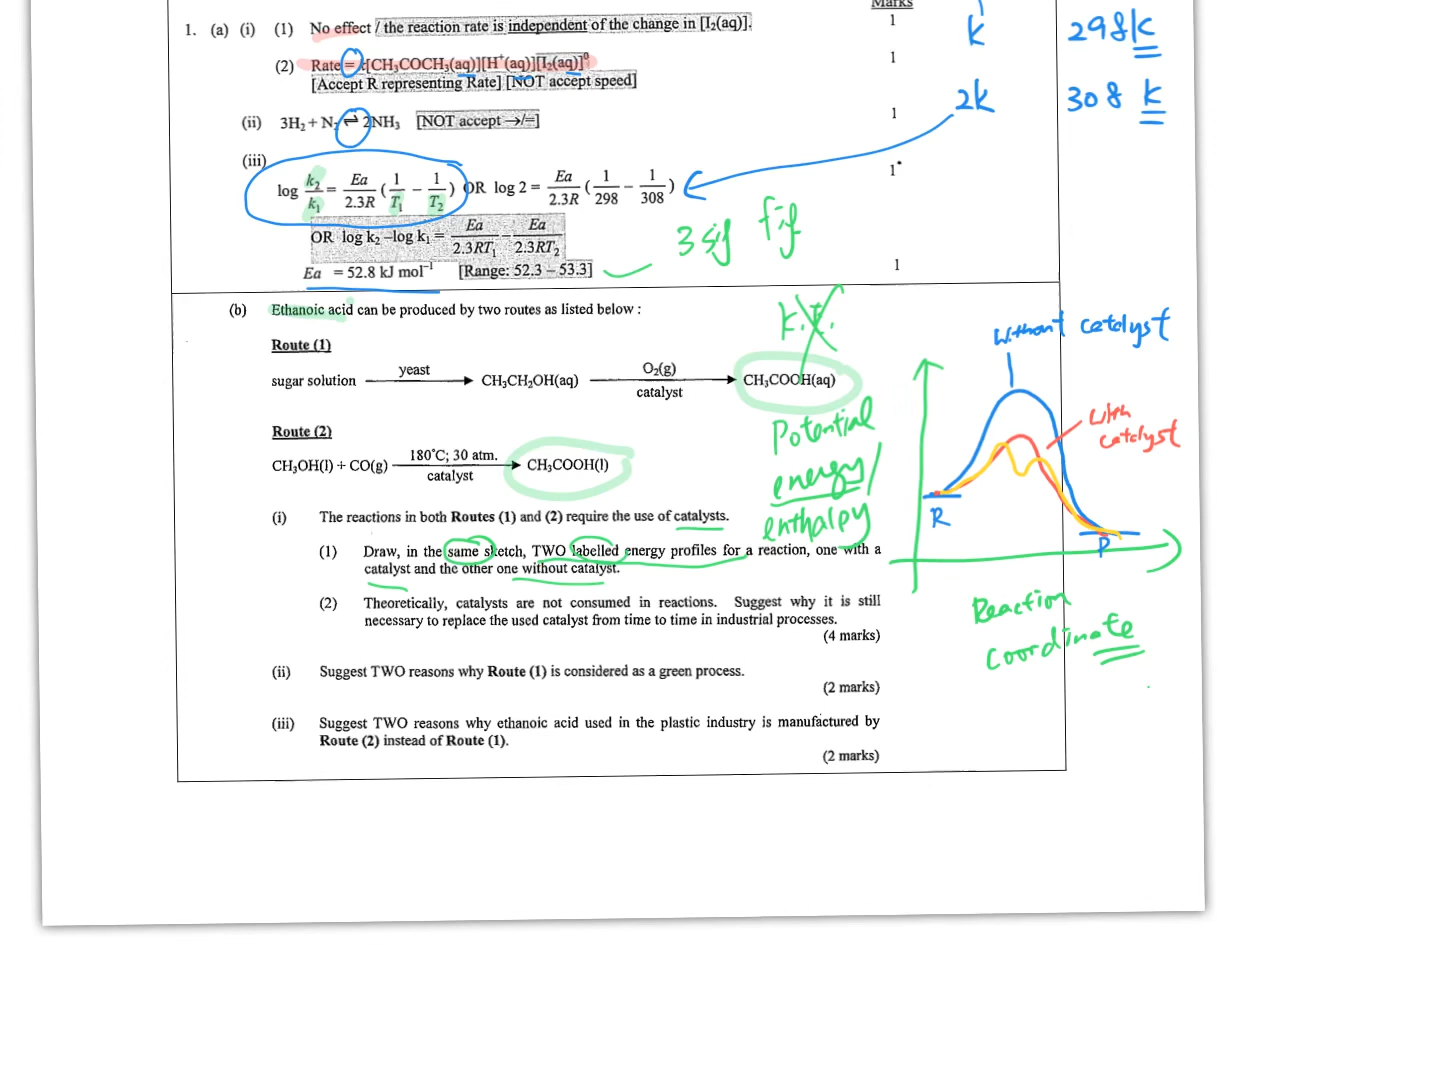 Marks
1. (a) (i) (1) No effect / the reaction rate is independent of the change in [I₂(aq)]. 1
k 298k
(2) Rate = k[CH₃COCH₃(aq)][H⁺(aq)][I₂(aq)]⁰ 1
[Accept R representing Rate] [NOT accept speed]
2k 308 k
(ii) 3H₂ + N₂ ⇌ 2NH₃ [NOT accept →/=] 1
(iii) log k₂/k₁ = Ea/2.3R (1/T₁ − 1/T₂) OR log 2 = Ea/2.3R (1/298 − 1/308) 1*
OR log k₂ –log k₁ = Ea/2.3RT₁ − Ea/2.3RT₂
3 sig fig
Ea = 52.8 kJ mol⁻¹ [Range: 52.3 – 53.3] 1
(b) Ethanoic acid can be produced by two routes as listed below :
k.E.
Without catalyst
Route (1)
sugar solution yeast → CH₃CH₂OH(aq) O₂(g) catalyst → CH₃COOH(aq)
With
catalyst
Potential
energy/
enthalpy
Route (2)
CH₃OH(l) + CO(g) 180°C; 30 atm. catalyst → CH₃COOH(l)
R
P
(i) The reactions in both Routes (1) and (2) require the use of catalysts.
(1) Draw, in the same sketch, TWO labelled energy profiles for a reaction, one with a
catalyst and the other one without catalyst.
Reaction
coordinate
(2) Theoretically, catalysts are not consumed in reactions. Suggest why it is still
necessary to replace the used catalyst from time to time in industrial processes.
(4 marks)
(ii) Suggest TWO reasons why Route (1) is considered as a green process.
(2 marks)
(iii) Suggest TWO reasons why ethanoic acid used in the plastic industry is manufactured by
Route (2) instead of Route (1).
(2 marks)